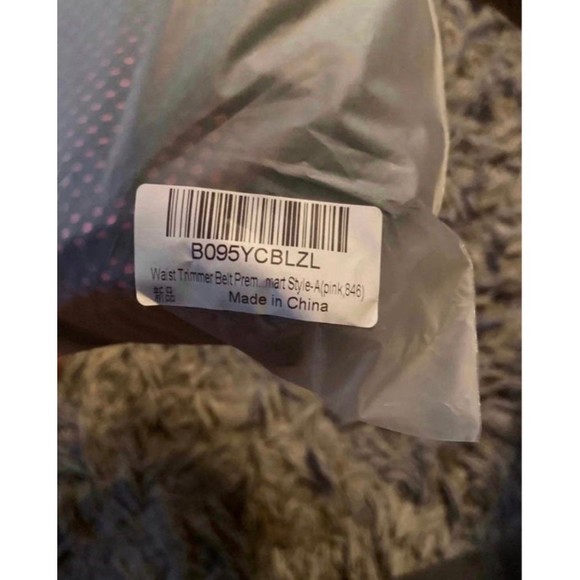 B095YCBLZL
Waist Trimmer Belt Prem...mart Style-A(pink,846)
新品
Made in China